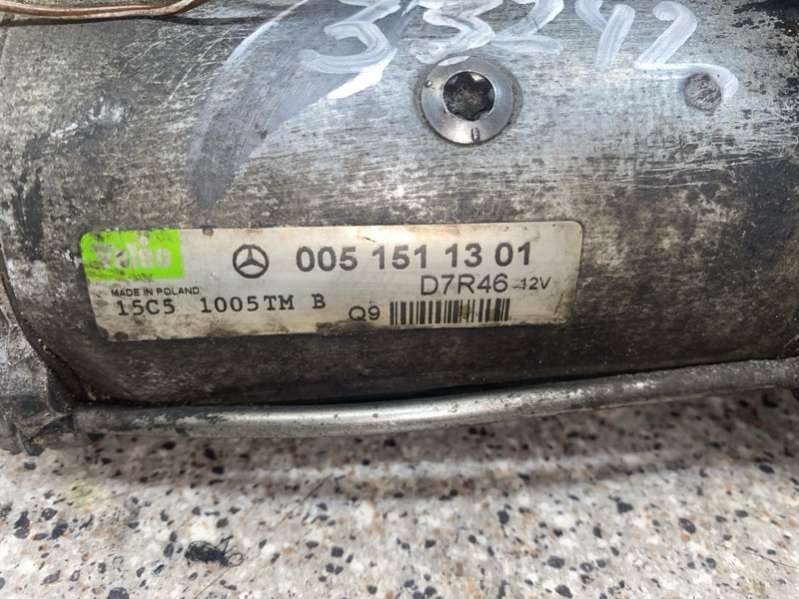 33242
Valeo
005 151 13 01
D7R46 12V
MADE IN POLAND
15C5 1005TM B
Q9